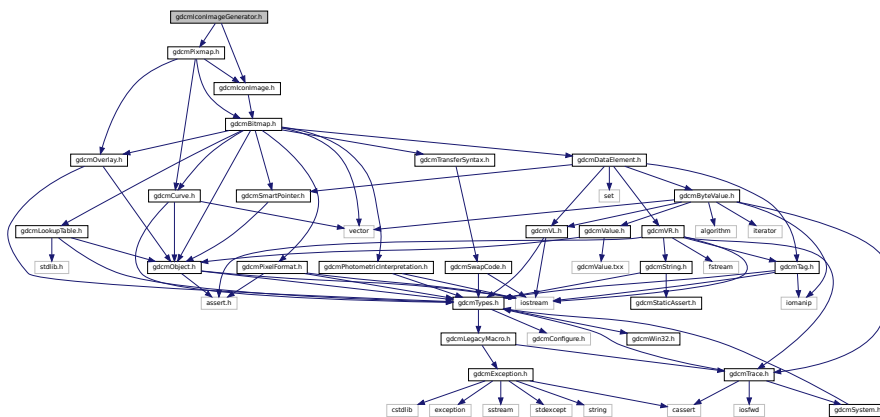 gdcmIconImageGenerator.h
gdcmPixmap.h
gdcmIconImage.h
gdcmBitmap.h
gdcmOverlay.h
gdcmTransferSyntax.h
gdcmDataElement.h
gdcmCurve.h
gdcmSmartPointer.h
set
gdcmByteValue.h
gdcmLookupTable.h
vector
gdcmVL.h
gdcmValue.h
gdcmVR.h
algorithm
iterator
stdlib.h
gdcmObject.h
gdcmPixelFormat.h
gdcmPhotometricInterpretation.h
gdcmSwapCode.h
gdcmValue.txx
gdcmString.h
fstream
gdcmTag.h
assert.h
gdcmTypes.h
iostream
gdcmStaticAssert.h
iomanip
gdcmLegacyMacro.h
gdcmConfigure.h
gdcmWin32.h
gdcmException.h
gdcmTrace.h
cstdlib
exception
sstream
stdexcept
string
cassert
iosfwd
gdcmSystem.h